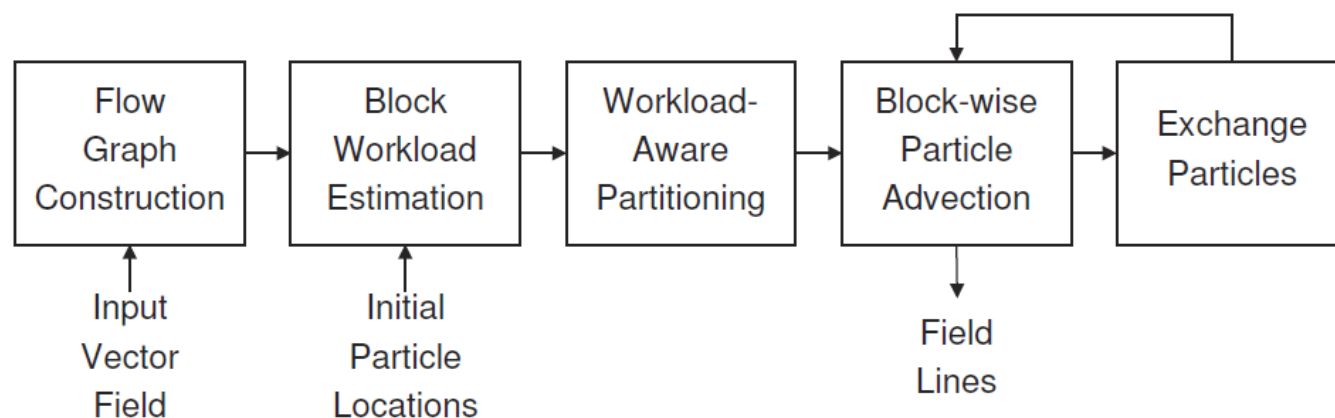 Flow
Graph
Construction
Block
Workload
Estimation
Workload-
Aware
Partitioning
Block-wise
Particle
Advection
Exchange
Particles
Input
Vector
Field
Initial
Particle
Locations
Field
Lines